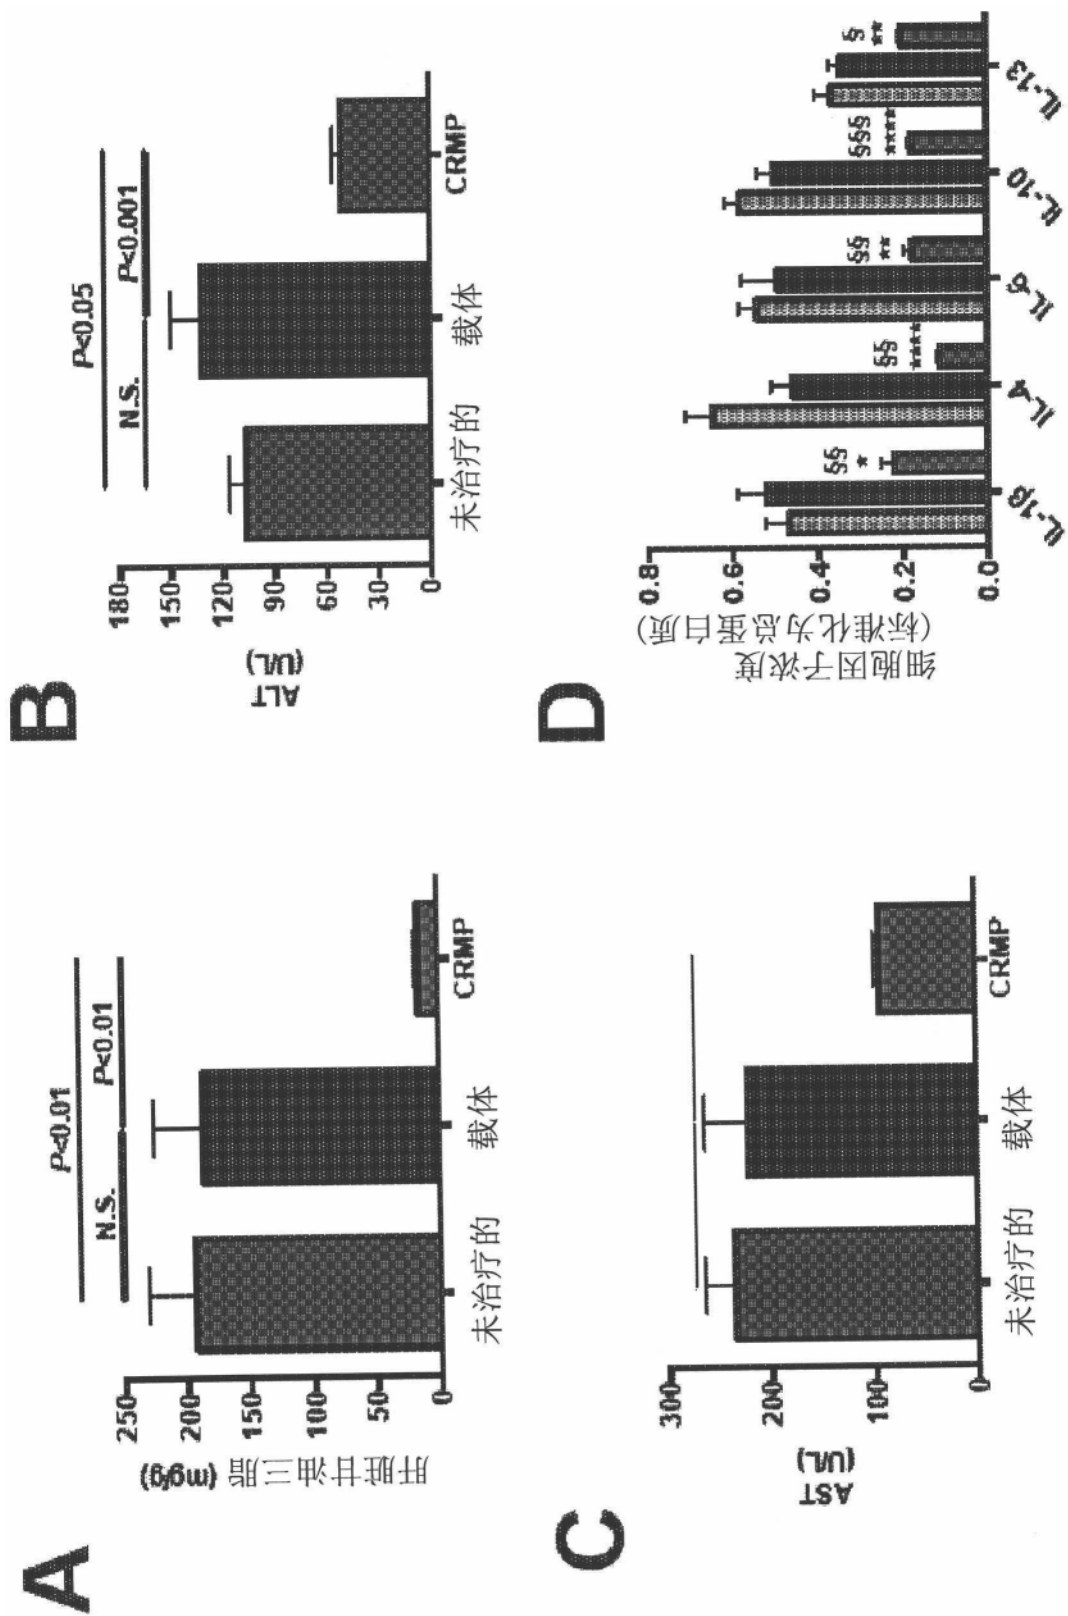 A
肝脏甘油三脂 (mg/g)
250
200
150
100
50
0
P<0.01
N.S.
P<0.01
未治疗的
载体
CRMP
B
ALT
(U/L)
180
150
120
90
60
30
0
P<0.05
N.S.
P<0.001
未治疗的
载体
CRMP
C
AST
(U/L)
300
200
100
0
未治疗的
载体
CRMP
D
细胞因子浓度
(标准化为总蛋白质)
0.8
0.6
0.4
0.2
0.0
§§
*
§§
****
§§
**
§§§
****
§
**
IL-1β
IL-4
IL-6
IL-10
IL-13